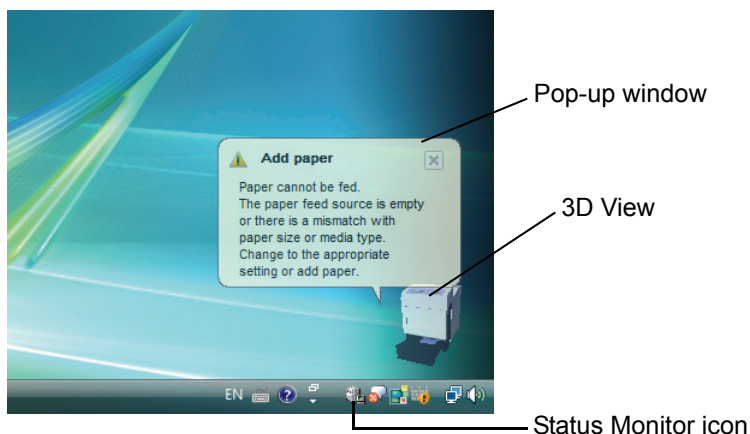 Pop-up window
Add paper
Paper cannot be fed.
The paper feed source is empty
or there is a mismatch with
paper size or media type.
Change to the appropriate
setting or add paper.
3D View
EN
Status Monitor icon